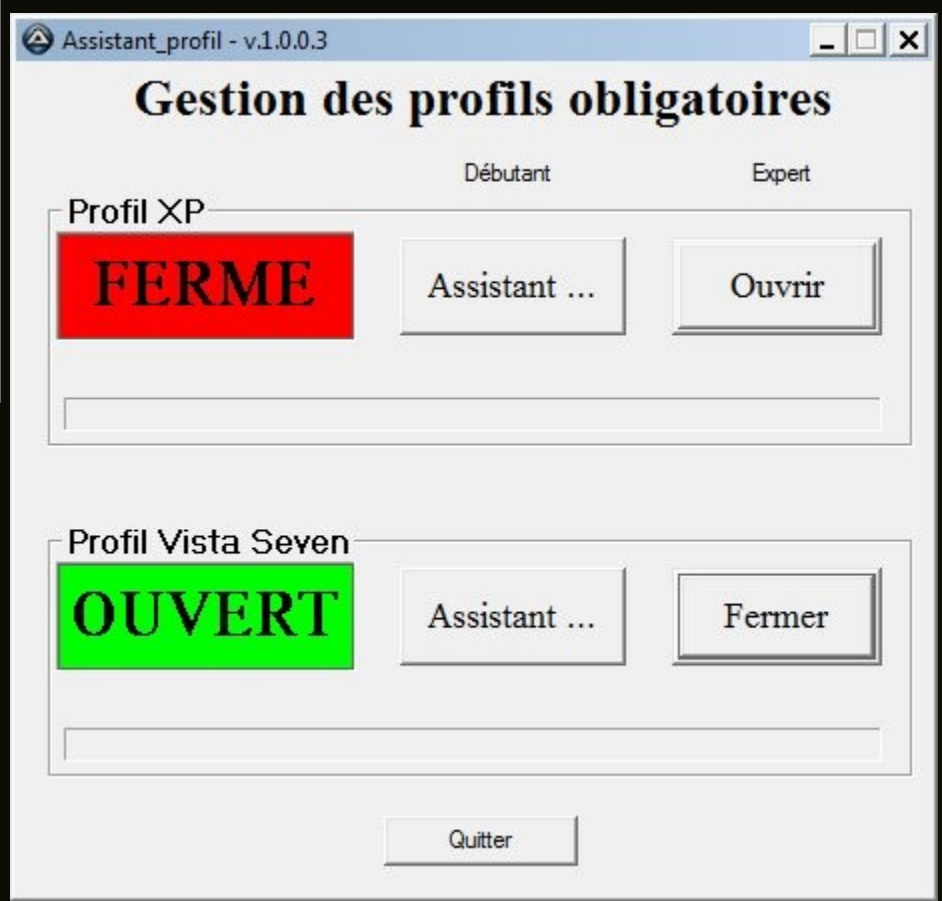 Assistant_profil - v.1.0.0.3
Gestion des profils obligatoires
Débutant Expert
Profil XP
FERME Assistant ... Ouvrir
Profil Vista Seven
OUVERT Assistant ... Fermer
Quitter